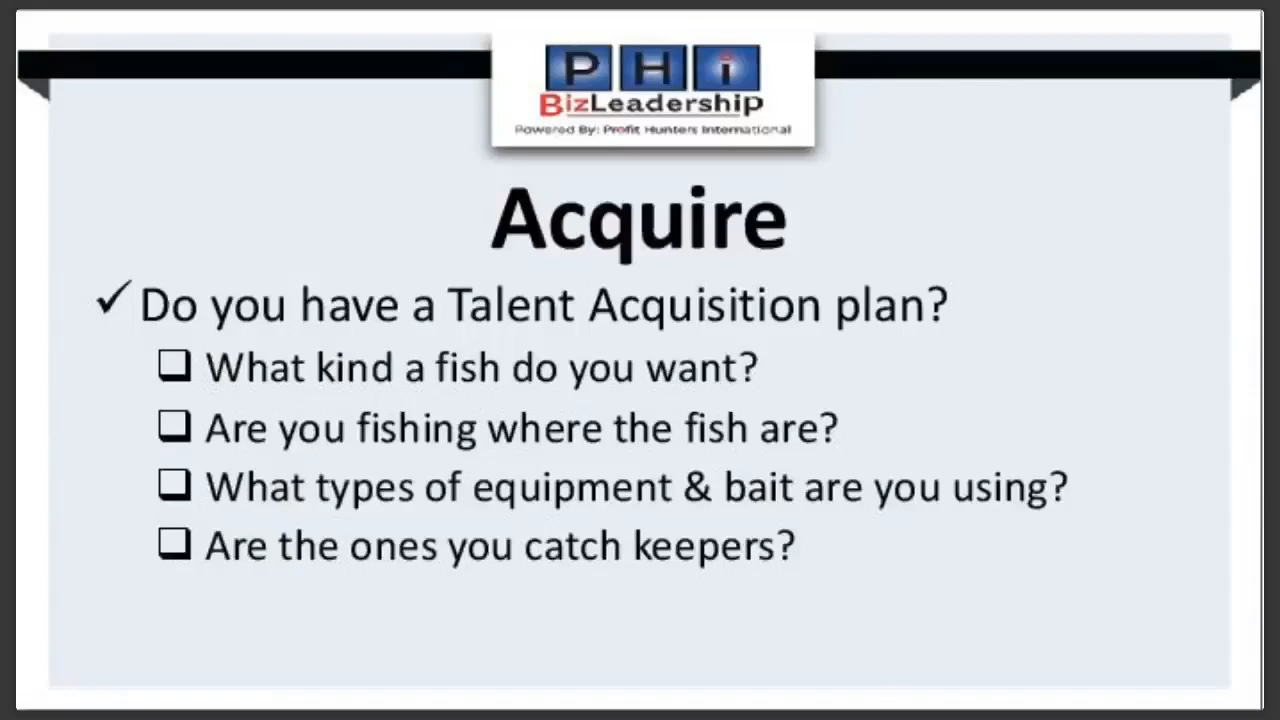 PHi
BizLeadership
Powered By: Profit Hunters International
Acquire
Do you have a Talent Acquisition plan?
What kind a fish do you want?
Are you fishing where the fish are?
What types of equipment & bait are you using?
Are the ones you catch keepers?